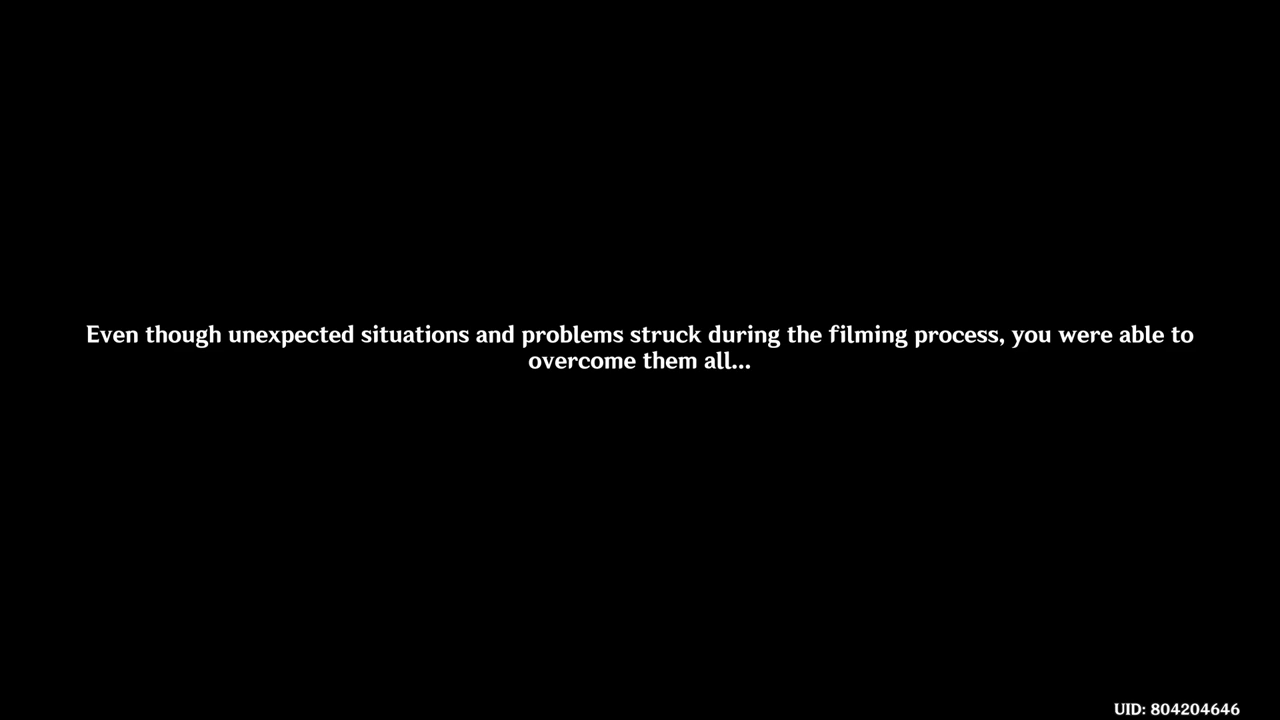 Even though unexpected situations and problems struck during the filming process, you were able to
overcome them all...
UID: 804204646